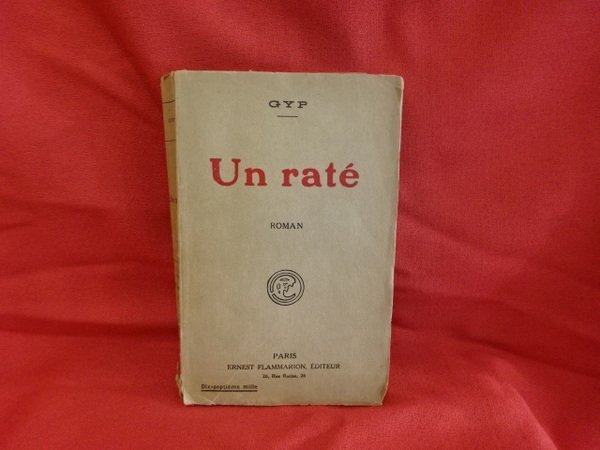 GYP
Un raté
ROMAN
PARIS
ERNEST FLAMMARION, ÉDITEUR
26, Rue Racine, 26
Dix-septième mille